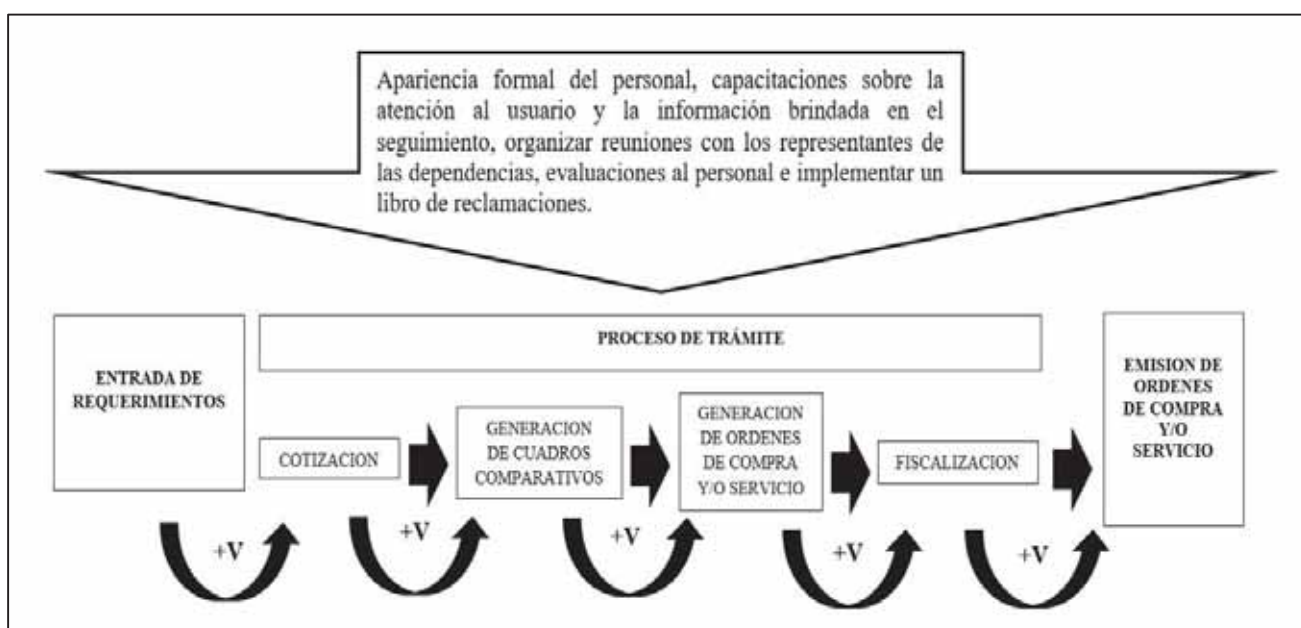 Apariencia formal del personal, capacitaciones sobre la
atención al usuario y la información brindada en el
seguimiento, organizar reuniones con los representantes de
las dependencias, evaluaciones al personal e implementar un
libro de reclamaciones.
ENTRADA DE
REQUERIMIENTOS
PROCESO DE TRÁMITE
COTIZACION
GENERACION
DE CUADROS
COMPARATIVOS
GENERACION
DE ORDENES
DE COMPRA
Y/O SERVICIO
FISCALIZACION
EMISION DE
ORDENES
DE COMPRA
Y/O
SERVICIO
+V
+V
+V
+V
+V